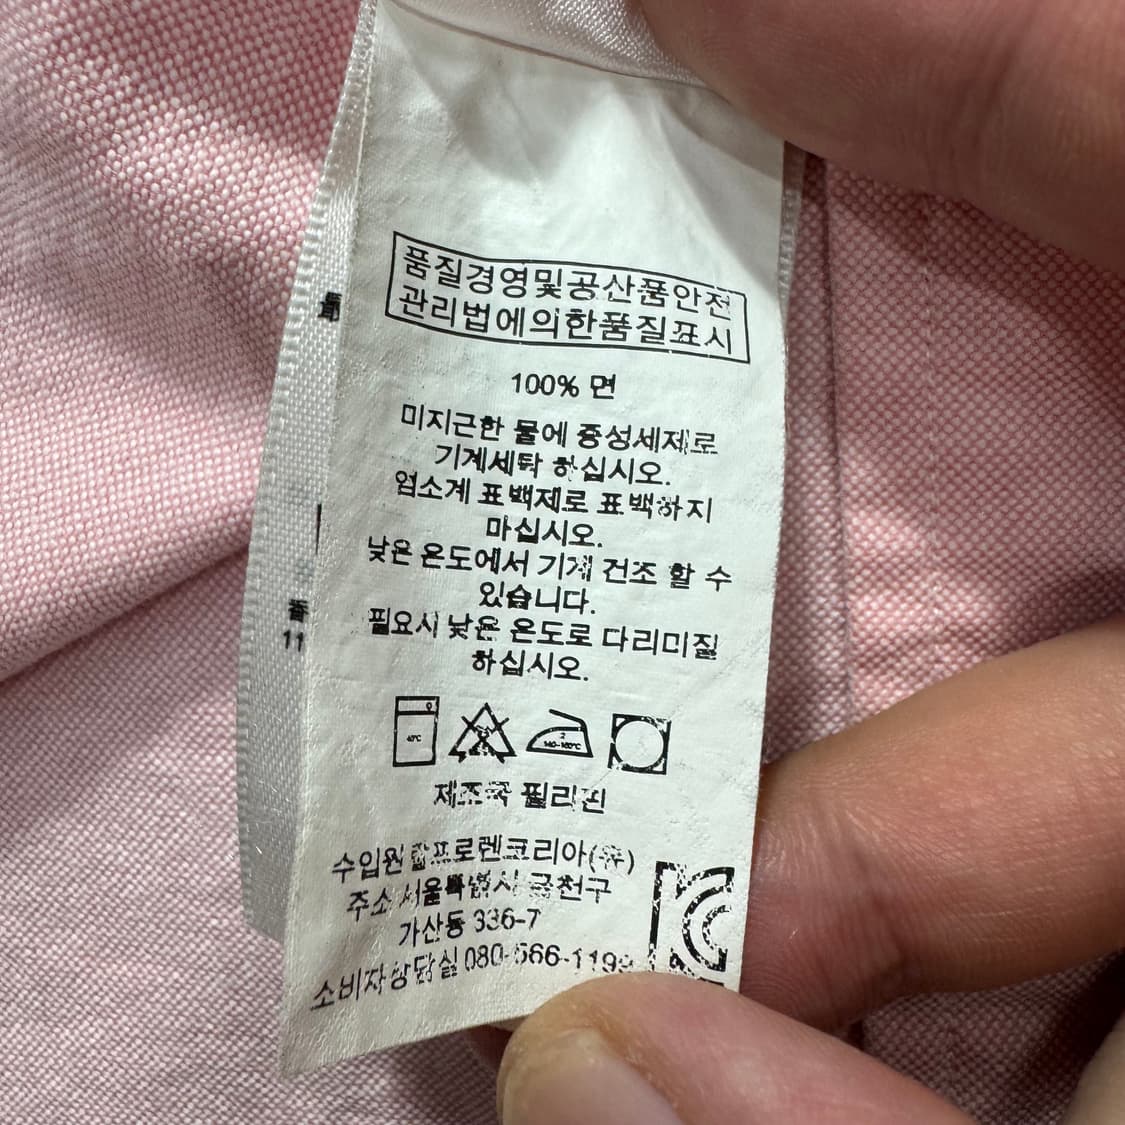 품질경영및공산품안전
관리법에의한품질표시
100% 면
미지근한 물에 중성세제로
기계세탁 하십시오.
염소계 표백제로 표백하지
마십시오.
낮은 온도에서 기계 건조 할 수
있습니다.
필요시 낮은 온도로 다리미질
하십시오.
40℃
2
140-160℃
제조국 필리핀
수입원 랄프로렌코리아(유)
주소 서울특별시 금천구
가산동 336-7
소비자상담실 080-566-1199
香
11